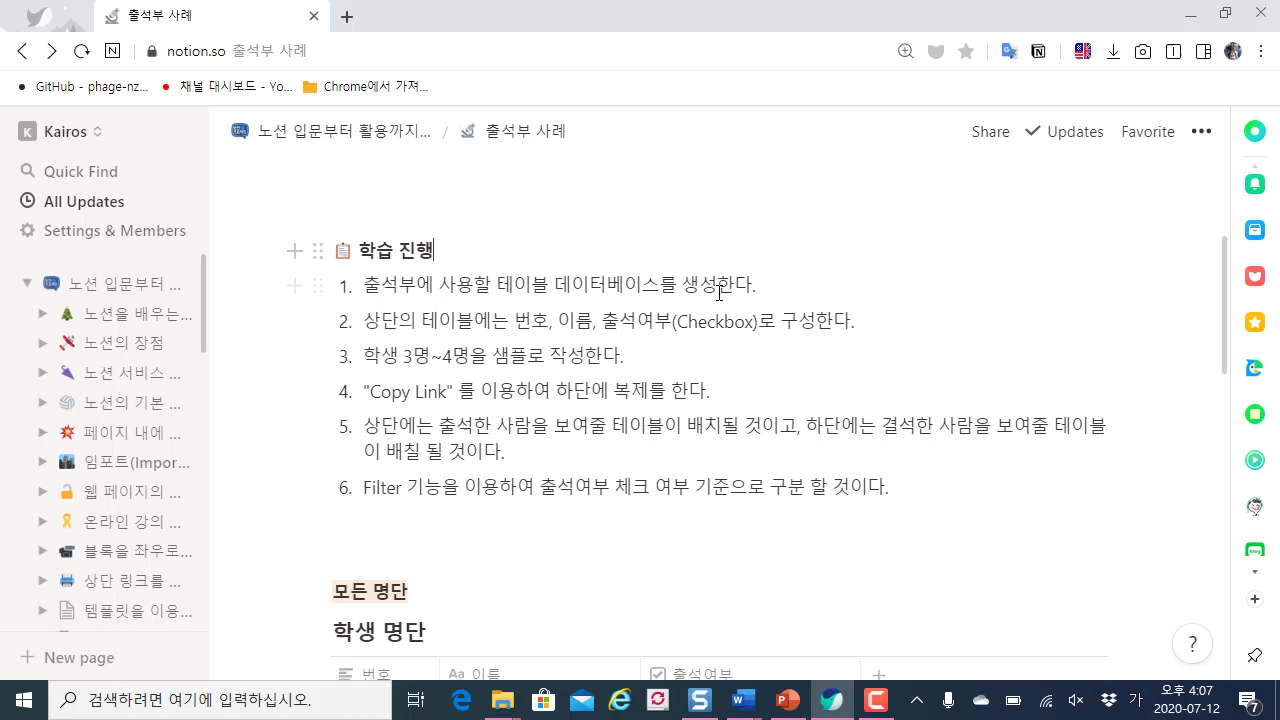 출석부 사례
notion.so 출석부 사례
GitHub - phage-nz...
채널 대시보드 - Yo...
Chrome에서 가져...
K Kairos
Quick Find
All Updates
Settings & Members
노션 입문부터 ...
노션을 배우는...
노션의 장점
노션 서비스 ...
노션의 기본 ...
페이지 내에 ...
임포트(Impor...
웹 페이지의 ...
온라인 강의 ...
블록을 좌우로...
상단 링크를 ...
템플릿을 이용...
New page
노션 입문부터 활용까지... / 출석부 사례
Share Updates Favorite
학습 진행
1. 출석부에 사용할 테이블 데이터베이스를 생성한다.
2. 상단의 테이블에는 번호, 이름, 출석여부(Checkbox)로 구성한다.
3. 학생 3명~4명을 샘플로 작성한다.
4. "Copy Link" 를 이용하여 하단에 복제를 한다.
5. 상단에는 출석한 사람을 보여줄 테이블이 배치될 것이고, 하단에는 결석한 사람을 보여줄 테이블
이 배칠 될 것이다.
6. Filter 기능을 이용하여 출석여부 체크 여부 기준으로 구분 할 것이다.
모든 명단
학생 명단
번호 Aa 이름 출석여부
?
검색하려면 여기에 입력하십시오.
가
오후 4:07
2020-07-12
7